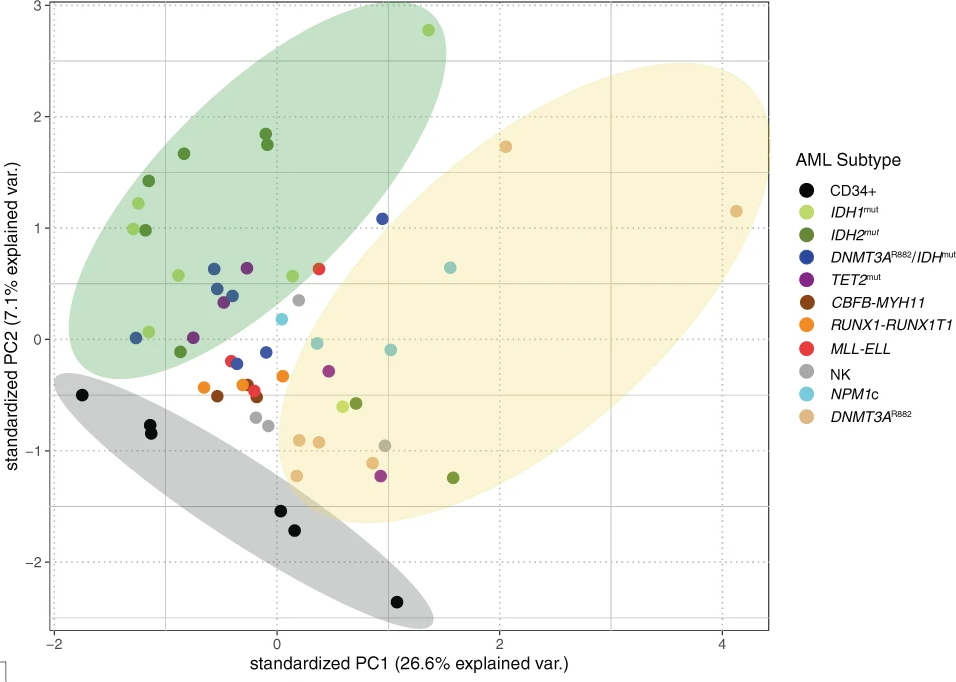 3
2
1
0
−1
−2
−2
0
2
4
standardized PC2 (7.1% explained var.)
standardized PC1 (26.6% explained var.)
AML Subtype
CD34+
IDH1mut
IDH2mut
DNMT3AR882/IDHmut
TET2mut
CBFB-MYH11
RUNX1-RUNX1T1
MLL-ELL
NK
NPM1c
DNMT3AR882